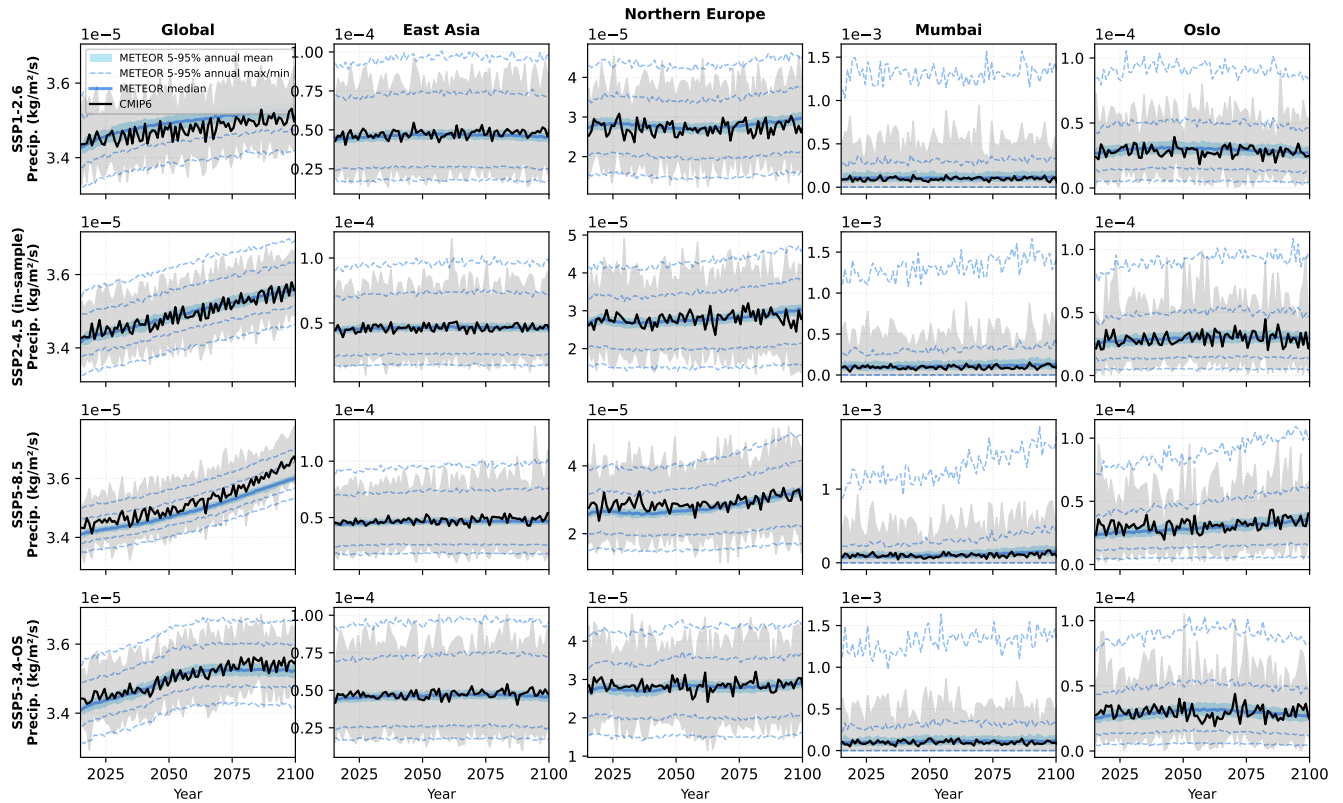 Northern Europe
Global
East Asia
Mumbai
Oslo
1e−5
1e−4
1e−5
1e−3
1e−4
SSP1-2.6
Precip. (kg/m²/s)
METEOR 5-95% annual mean
METEOR 5-95% annual max/min
METEOR median
CMIP6
3.6
3.4
1.00
0.50
0.25
4
3
2
1.5
1.0
0.5
0.0
1.0
0.5
0.0
SSP2-4.5 (in-sample)
Precip. (kg/m²/s)
1e−5
1e−4
1e−5
1e−3
1e−4
3.6
3.4
1.0
0.5
5
4
3
2
1.5
1.0
0.5
0.0
1.0
0.5
0.0
SSP5-8.5
Precip. (kg/m²/s)
1e−5
1e−4
1e−5
1e−3
1e−4
3.6
3.4
1.0
0.5
4
2
1
0
1.0
0.5
0.0
SSP5-3.4-OS
Precip. (kg/m²/s)
1e−5
1e−4
1e−5
1e−3
1e−4
3.6
3.4
1.00
0.75
0.50
0.25
4
3
2
1
1.5
1.0
0.5
0.0
1.0
0.5
0.0
2025 2050 2075 2100
2025 2050 2075 2100
2025 2050 2075 2100
2025 2050 2075 2100
2025 2050 2075 2100
Year
Year
Year
Year
Year